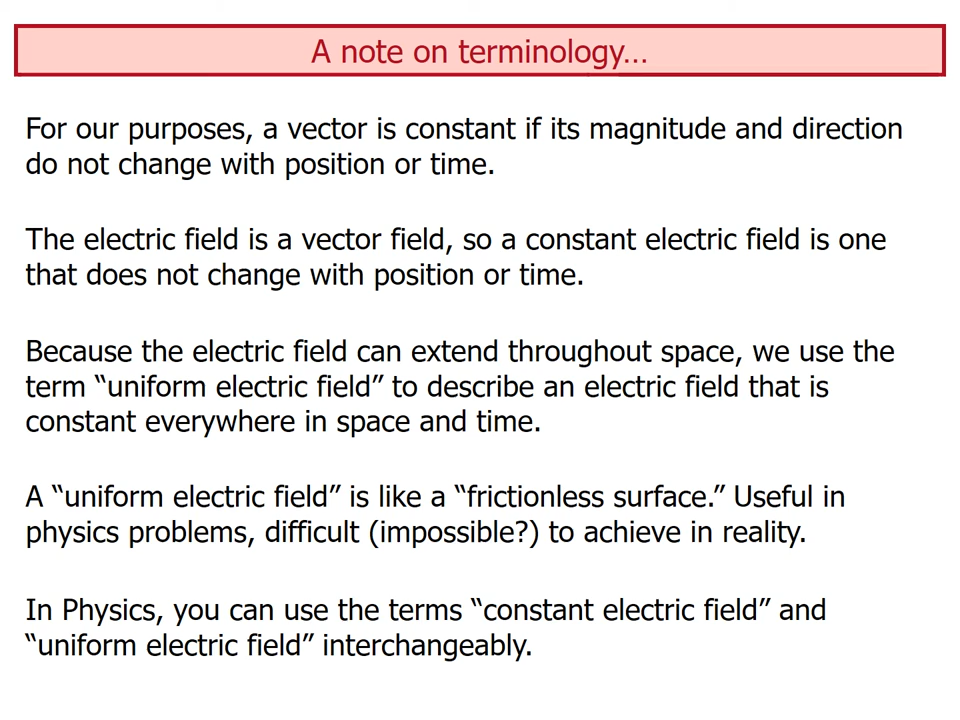 A note on terminology…
For our purposes, a vector is constant if its magnitude and direction
do not change with position or time.
The electric field is a vector field, so a constant electric field is one
that does not change with position or time.
Because the electric field can extend throughout space, we use the
term “uniform electric field” to describe an electric field that is
constant everywhere in space and time.
A “uniform electric field” is like a “frictionless surface.” Useful in
physics problems, difficult (impossible?) to achieve in reality.
In Physics, you can use the terms “constant electric field” and
“uniform electric field” interchangeably.